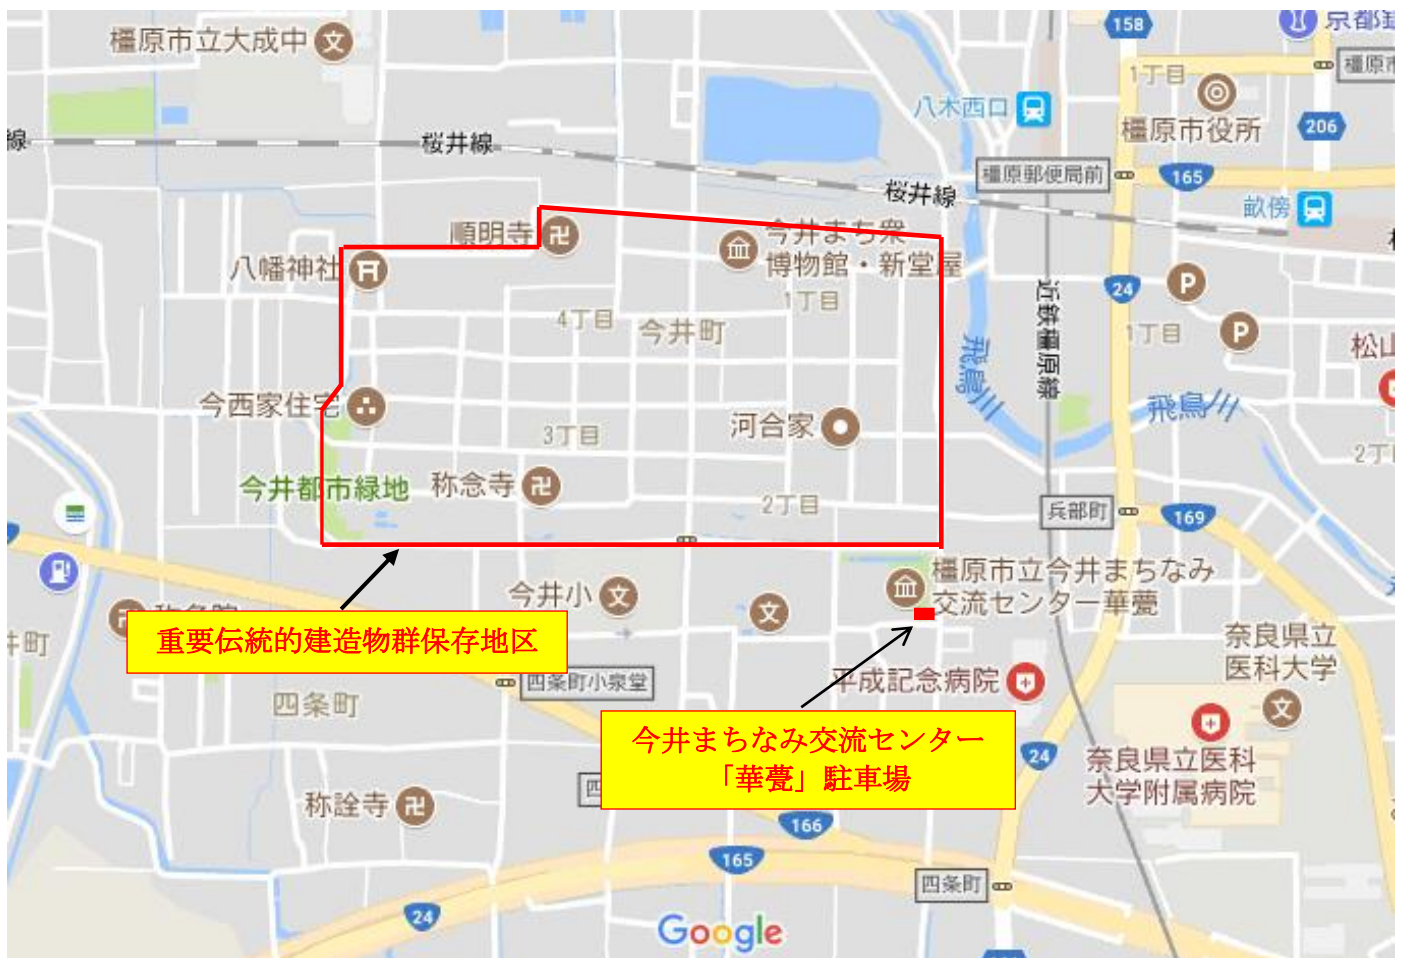 橿原市立大成中
158
京都
1丁目
橿原市
八木西口
橿原市役所
206
線
桜井線
橿原郵便局前
165
桜井線
畝傍
順明寺
今井まち衆
博物館・新堂屋
八幡神社
1丁目
24
P
近鉄橿原線
4丁目
今井町
1丁目
P
松山
飛鳥川
今西家住宅
飛鳥川
河合家
3丁目
2丁
今井都市緑地
称念寺
2丁目
兵部町
169
橿原市立今井まちなみ
交流センター華甍
今井小
重要伝統的建造物群保存地区
井町
奈良県立
医科大学
四条町小泉堂
平成記念病院
四条町
今井まちなみ交流センター
「華甍」駐車場
24
奈良県立医科
大学附属病院
四
称詮寺
166
165
四条町
24
Google